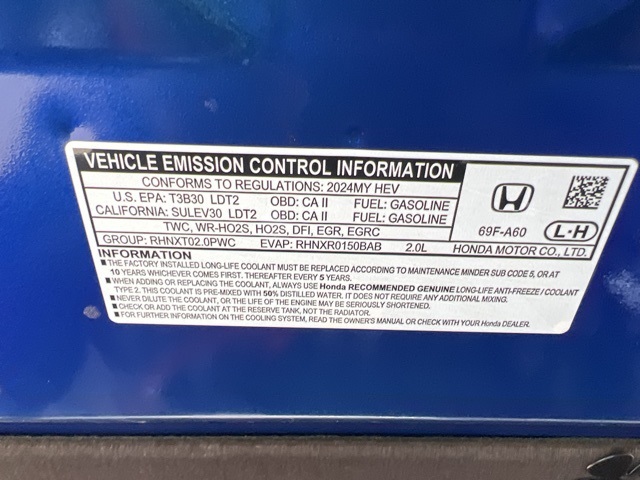 VEHICLE EMISSION CONTROL INFORMATION
CONFORMS TO REGULATIONS: 2024MY HEV
U.S. EPA: T3B30 LDT2 OBD: CA II FUEL: GASOLINE
CALIFORNIA: SULEV30 LDT2 OBD: CA II FUEL: GASOLINE
TWC, WR-HO2S, HO2S, DFI, EGR, EGRC
GROUP: RHNXT02.0PWC EVAP: RHNXR0150BAB 2.0L
69F-A60
L-H
HONDA MOTOR CO., LTD.
INFORMATION
■ THE FACTORY INSTALLED LONG-LIFE COOLANT MUST BE REPLACED ACCORDING TO MAINTENANCE MINDER SUB CODE 5, OR AT
10 YEARS WHICHEVER COMES FIRST. THEREAFTER EVERY 5 YEARS.
■ WHEN ADDING OR REPLACING THE COOLANT, ALWAYS USE Honda RECOMMENDED GENUINE LONG-LIFE ANTI-FREEZE / COOLANT
TYPE 2. THIS COOLANT IS PRE-MIXED WITH 50% DISTILLED WATER. IT DOES NOT REQUIRE ANY ADDITIONAL MIXING.
■ NEVER DILUTE THE COOLANT, OR THE LIFE OF THE ENGINE MAY BE SERIOUSLY SHORTENED.
■ CHECK OR ADD THE COOLANT AT THE RESERVE TANK, NOT THE RADIATOR.
■ FOR FURTHER INFORMATION ON THE COOLING SYSTEM, READ THE OWNER'S MANUAL OR CHECK WITH YOUR Honda DEALER.